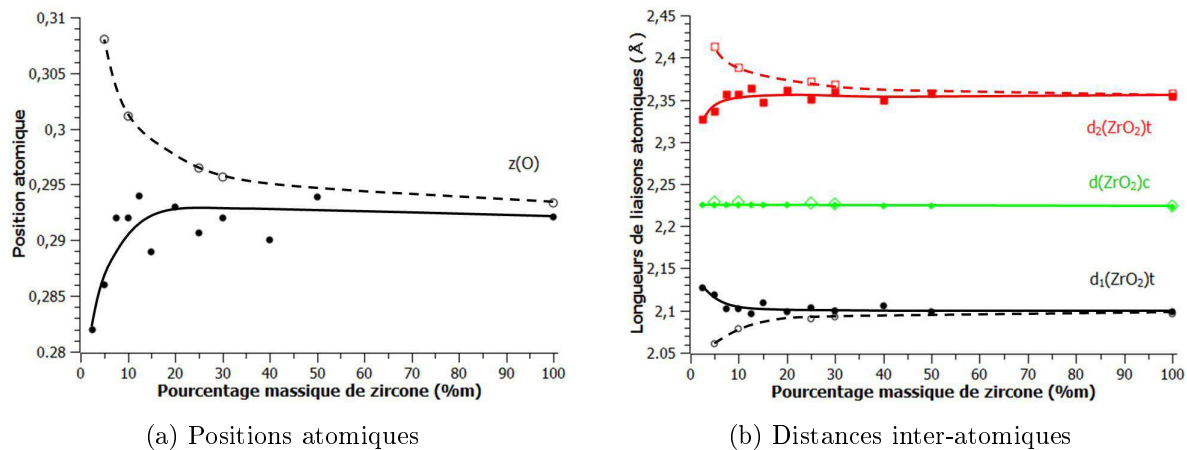 0,31
0,305
0,3
0,295
0,29
0,285
0.28
Position atomique
z(O)
0 10 20 30 40 50 60 70 80 90 100
Pourcentage massique de zircone (%m)
(a) Positions atomiques
2,45
2,4
2,35
2,3
2,25
2,2
2,15
2,1
2.05
Longueurs de liaisons atomiques (Å)
d₂(ZrO₂)t
d(ZrO₂)c
d₁(ZrO₂)t
0 10 20 30 40 50 60 70 80 90 100
Pourcentage massique de zircone (%m)
(b) Distances inter-atomiques